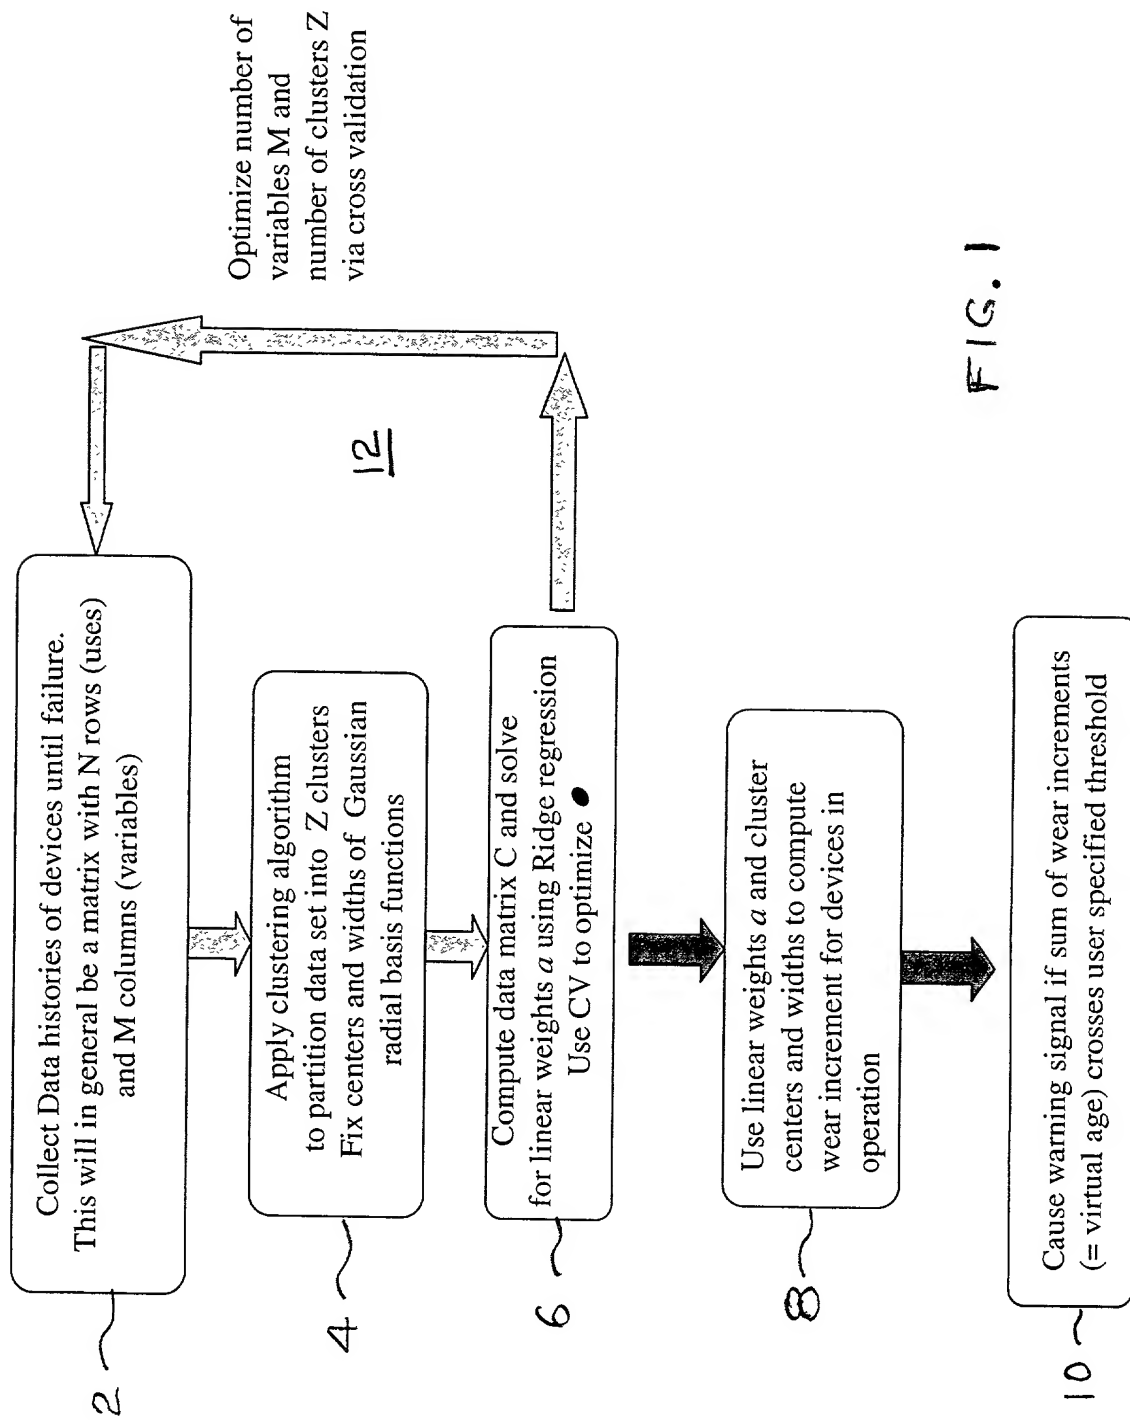 2
Collect Data histories of devices until failure.
This will in general be a matrix with N rows (uses)
and M columns (variables)
4
Apply clustering algorithm
to partition data set into Z clusters
Fix centers and widths of Gaussian
radial basis functions
6
Compute data matrix C and solve
for linear weights a using Ridge regression
Use CV to optimize ●
12
Optimize number of
variables M and
number of clusters Z
via cross validation
8
Use linear weights a and cluster
centers and widths to compute
wear increment for devices in
operation
10
Cause warning signal if sum of wear increments
(= virtual age) crosses user specified threshold
FIG. 1